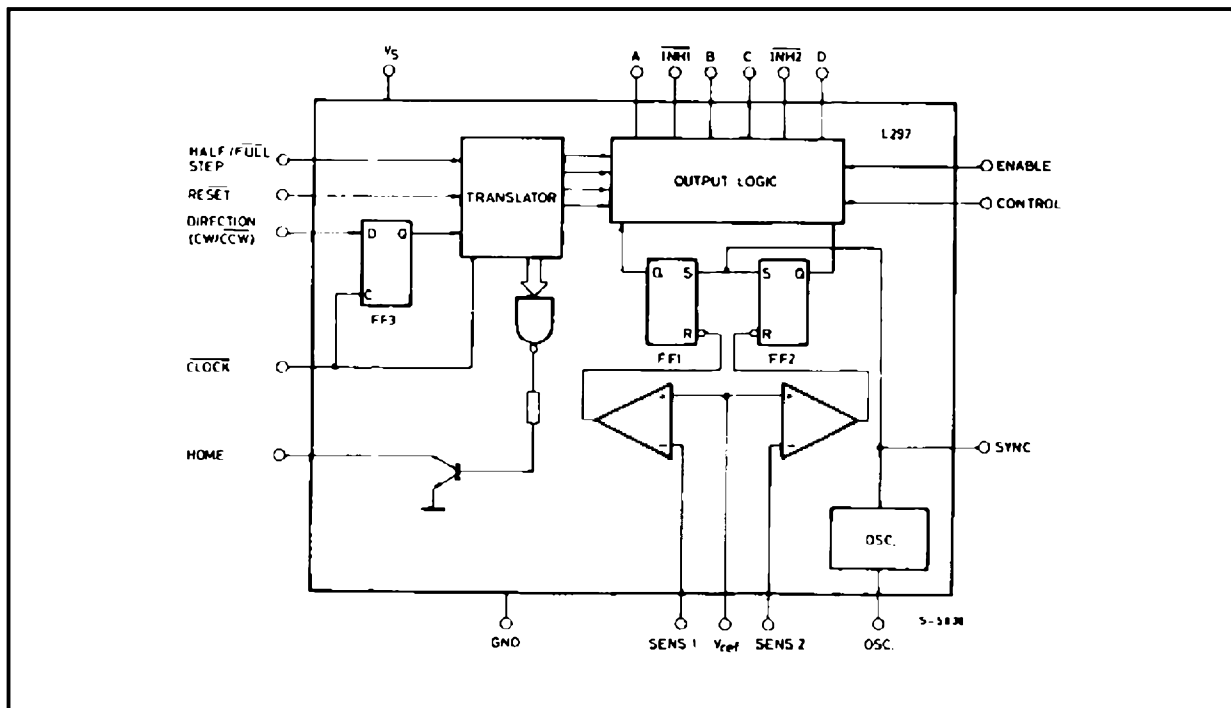 VS
A INH1 B C INH2 D
L297
HALF/FULL
STEP
RESET
DIRECTION
(CW/CCW)
CLOCK
HOME
TRANSLATOR
OUTPUT LOGIC
ENABLE
CONTROL
D Q
C
FF3
Q S
R
FF1
S Q
R
FF2
+
-
+
-
SYNC
OSC.
GND
SENS 1
Vref
SENS 2
OSC.